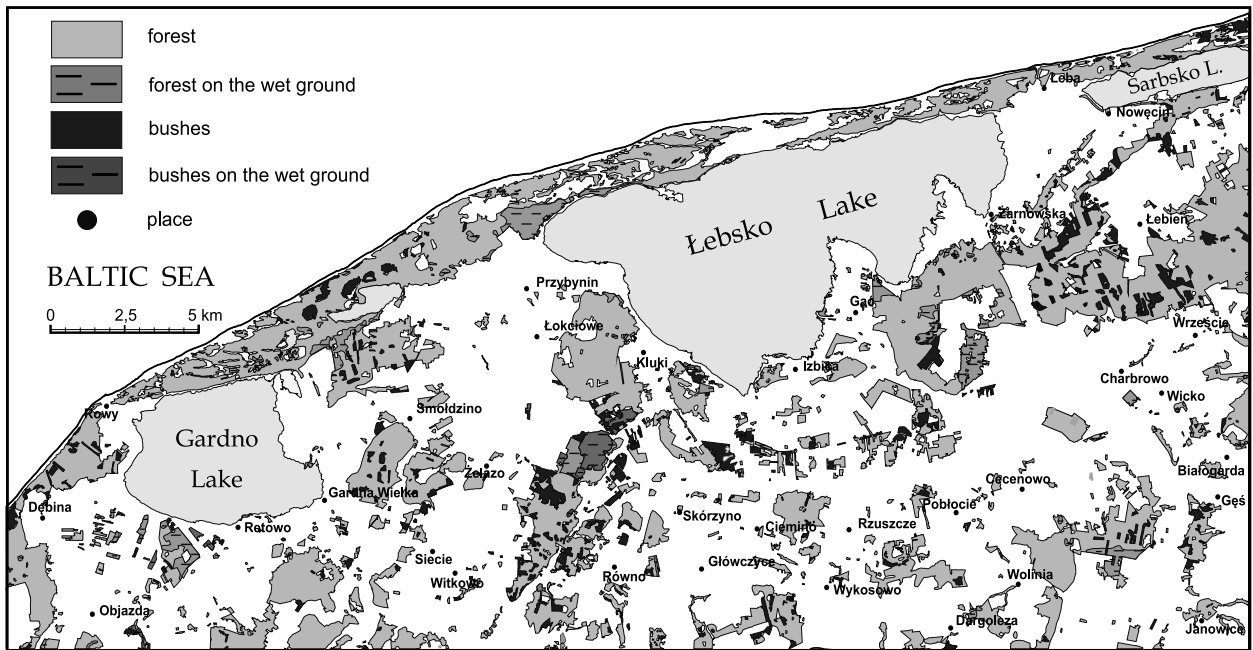 forest
forest on the wet ground
bushes
bushes on the wet ground
place
BALTIC SEA
0 2,5 5 km
Łeba
Sarbsko L.
Nowęcin
Łebsko Lake
Żarnowska
Łebień
Przybynin
Gać
Łokciowe
Wrzeście
Kluki
Izbica
Charbrowo
Wicko
Rowy
Smołdzino
Gardno
Lake
Żelazo
Białogarda
Cecenowo
Gardna Wielka
Gęś
Dębina
Retowo
Skórzyno
Ciemino
Rzuszcze
Pobłocie
Siecie
Główczyce
Witkowo
Równo
Wykosowo
Wolinia
Objazda
Dargoleza
Janowice